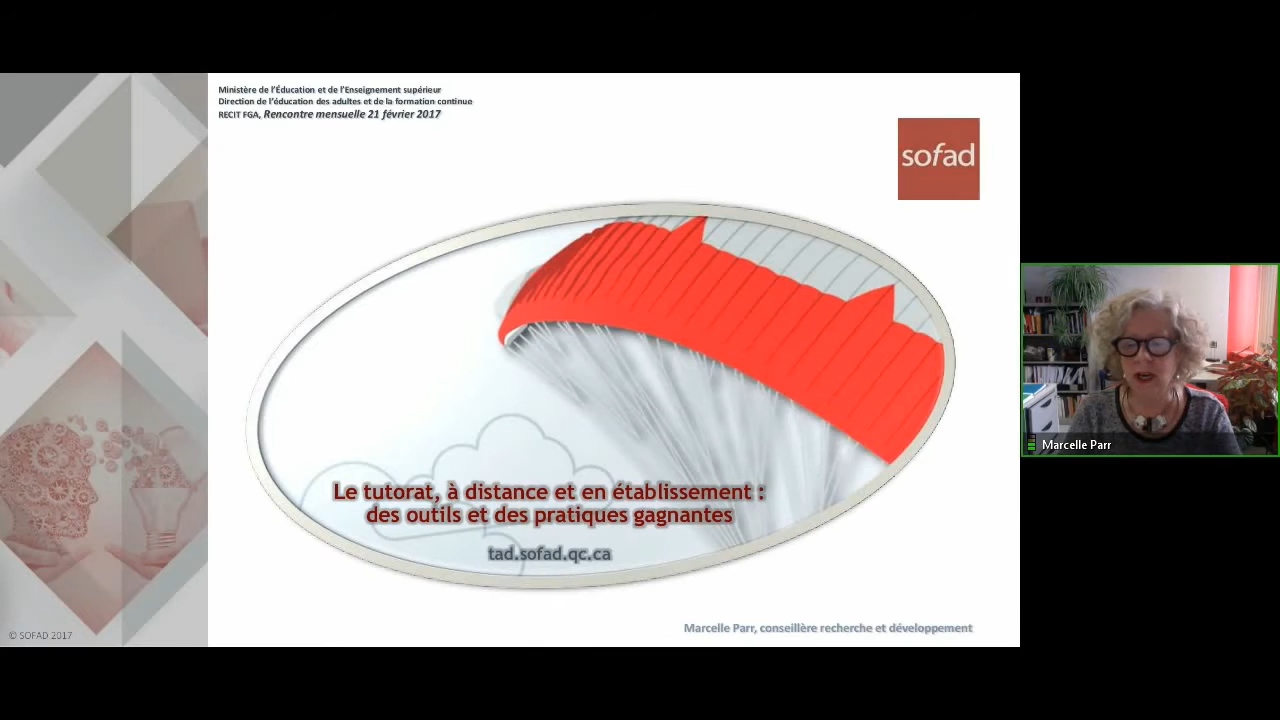 Ministère de l'Éducation et de l'Enseignement supérieur
Direction de l'éducation des adultes et de la formation continue
RECIT FGA, Rencontre mensuelle 21 février 2017
sofad
Le tutorat, à distance et en établissement :
des outils et des pratiques gagnantes
tad.sofad.qc.ca
Marcelle Parr, conseillère recherche et développement
© SOFAD 2017
Marcelle Parr